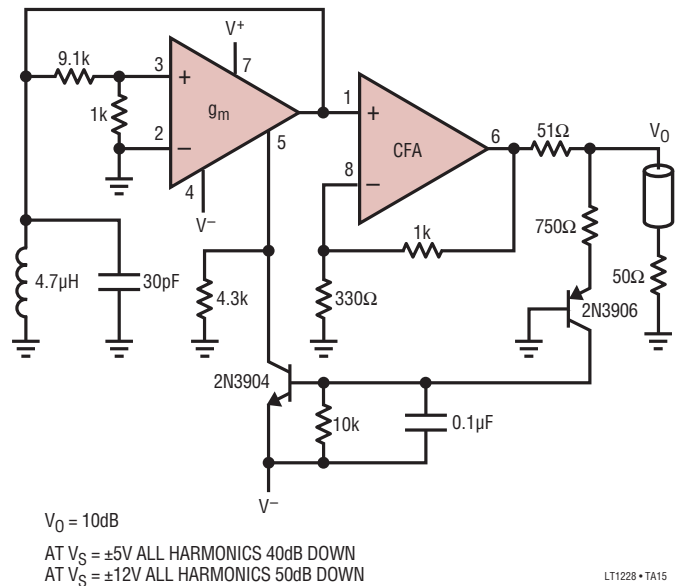 V+
9.1k
3
+
7
gm
1k
2
−
4
V−
5
1
+
CFA
8
−
6
51Ω
VO
1k
750Ω
50Ω
4.7µH
30pF
4.3k
330Ω
2N3906
2N3904
10k
0.1µF
V−
VO = 10dB
AT VS = ±5V ALL HARMONICS 40dB DOWN
AT VS = ±12V ALL HARMONICS 50dB DOWN
LT1228 • TA15